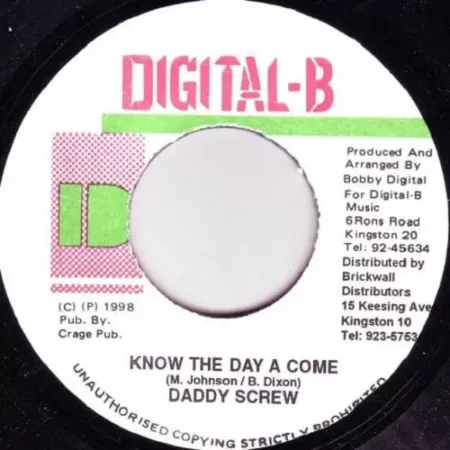 DIGITAL-B
Produced And
Arranged By
Bobby Digital
For Digital-B
Music
6Rons Road
Kingston 20
Tel: 92-45634
Distributed by
Brickwall
Distributors
15 Keesing Ave
Kingston 10
Tel: 923-5753
D
(C) (P) 1998
Pub. By.
Crage Pub.
KNOW THE DAY A COME
(M. Johnson / B. Dixon)
DADDY SCREW
UNAUTHORISED COPYING STRICTLY PROHIBITED